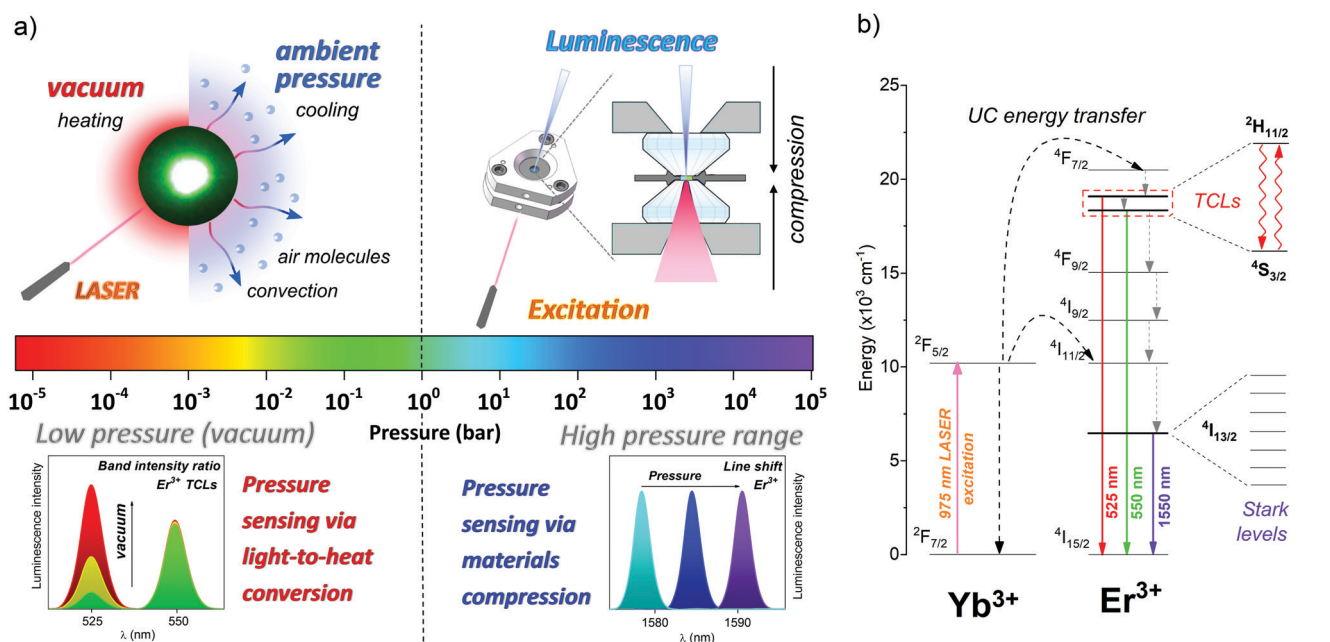 a)
vacuum
heating
ambient
pressure
cooling
air molecules
convection
LASER
Luminescence
compression
Excitation
10⁻⁵ 10⁻⁴ 10⁻³ 10⁻² 10⁻¹ 10⁰ 10¹ 10² 10³ 10⁴ 10⁵
Low pressure (vacuum)
Pressure (bar)
High pressure range
Luminescence intensity
Band intensity ratio
Er³⁺ TCLs
vacuum
525 550
λ (nm)
Pressure
sensing via
light-to-heat
conversion
Pressure
sensing via
materials
compression
Pressure
Line shift
Er³⁺
Luminescence intensity
1580 1590
λ (nm)
b)
Energy (x10³ cm⁻¹)
25
20
15
10
5
0
UC energy transfer
²F₅/₂
975 nm LASER
excitation
²F₇/₂
Yb³⁺
⁴F₇/₂
TCLs
⁴F₉/₂
⁴I₉/₂
⁴I₁₁/₂
⁴I₁₃/₂
⁴I₁₅/₂
525 nm
550 nm
1550 nm
Er³⁺
²H₁₁/₂
⁴S₃/₂
Stark
levels